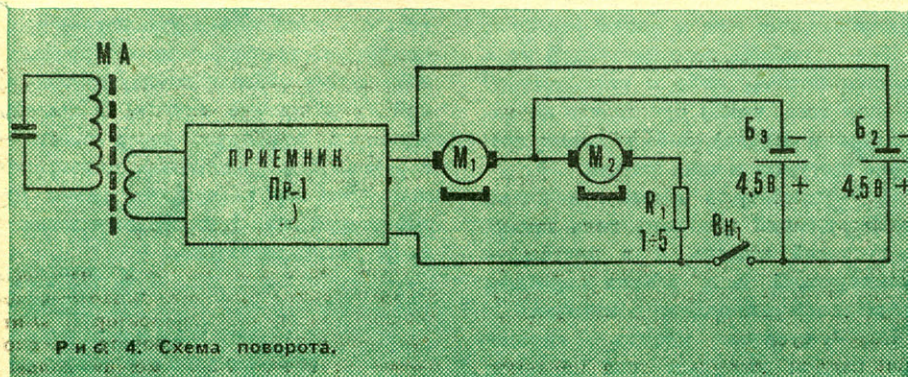 МА
ПРИЕМНИК
Пр-1
М₁
М₂
R₁
1÷5
Вк₁
Б₃
−
4,5В
+
Б₂
−
4,5В
+
Рис. 4. Схема поворота.